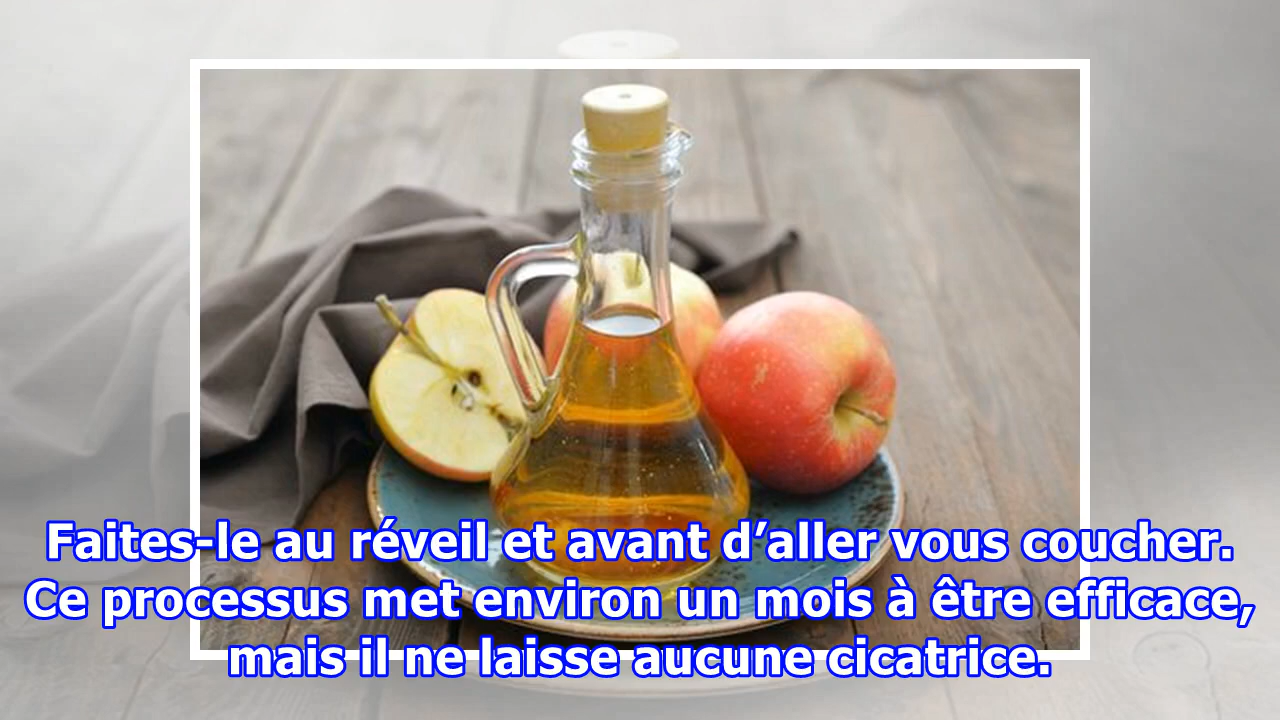 Faites-le au réveil et avant d’aller vous coucher.
Ce processus met environ un mois à être efficace,
mais il ne laisse aucune cicatrice.